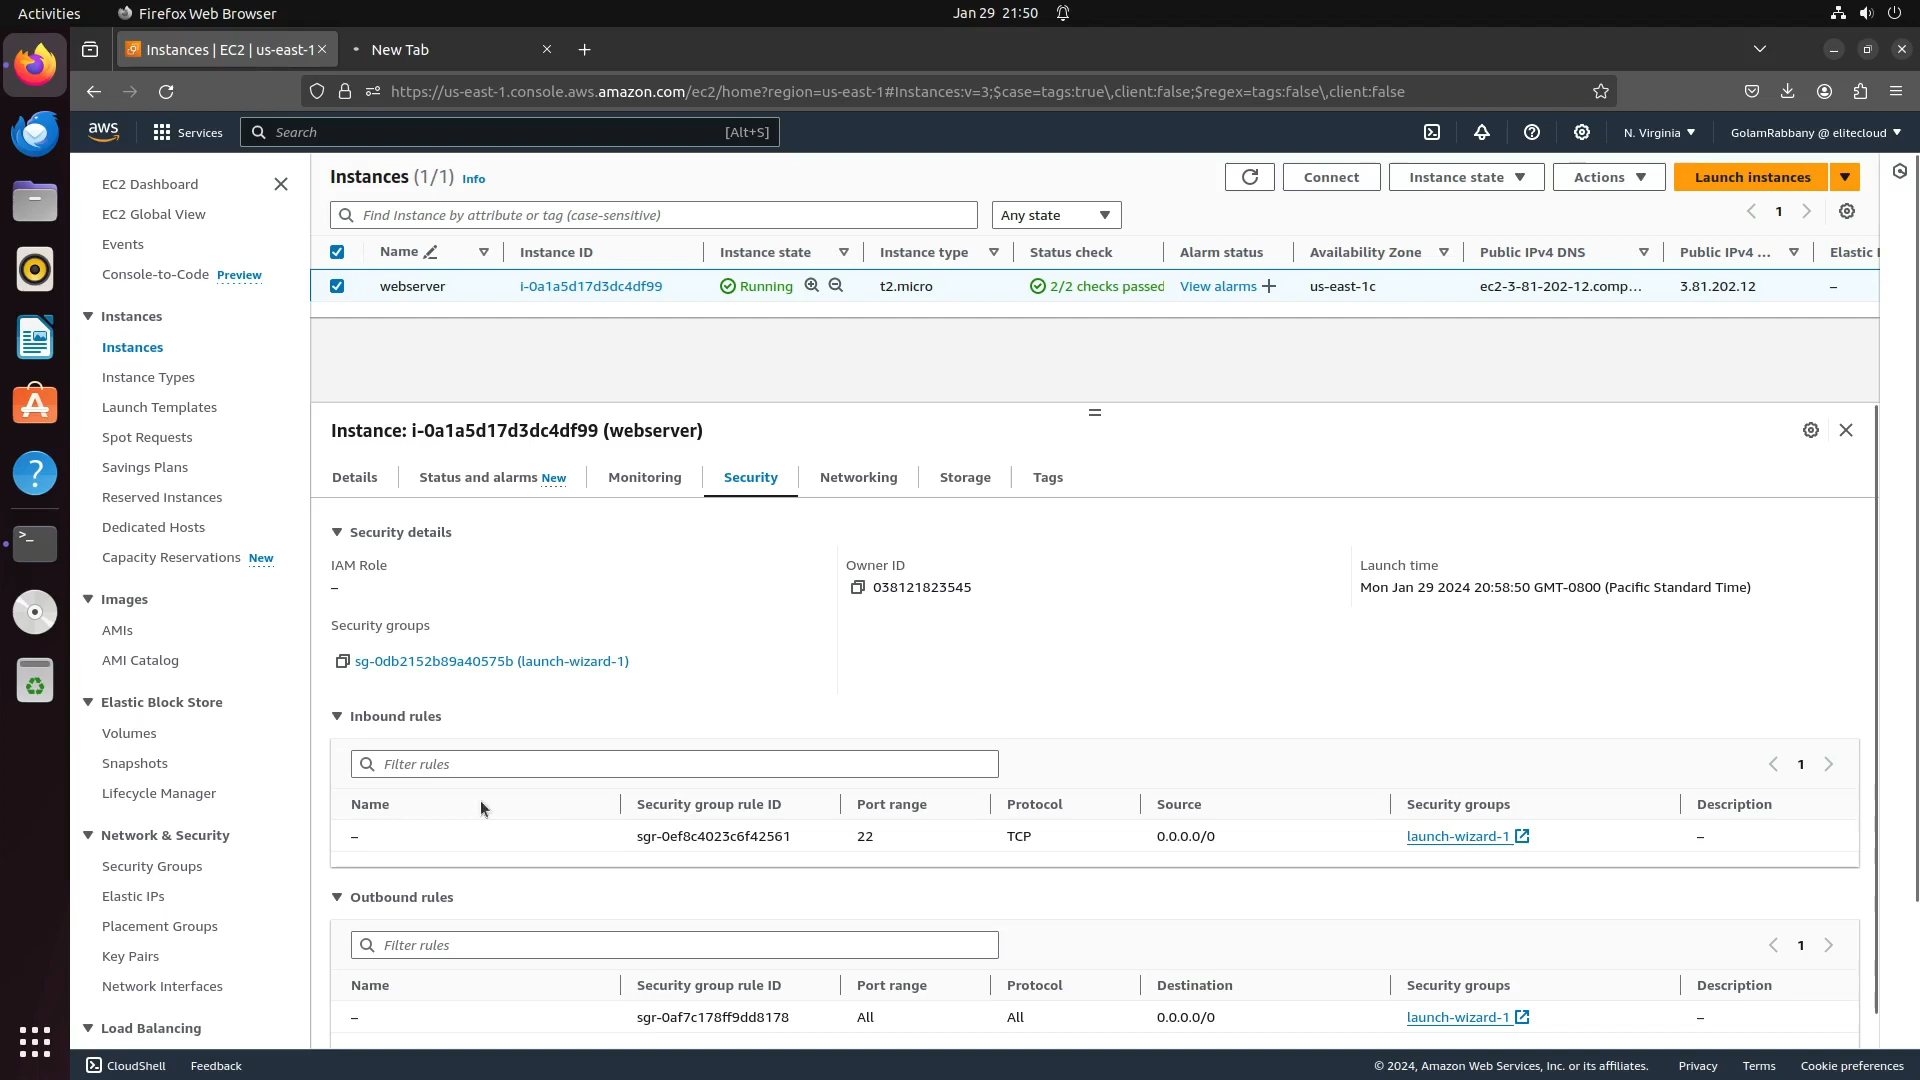 Activities
Firefox Web Browser
Jan 29 21:50
Instances | EC2 | us-east-1
New Tab
https://us-east-1.console.aws.amazon.com/ec2/home?region=us-east-1#Instances:v=3;$case=tags:true\,client:false;$regex=tags:false\,client:false
aws
Services
Search
[Alt+S]
N. Virginia
GolamRabbany @ elitecloud
EC2 Dashboard
EC2 Global View
Events
Console-to-Code Preview
Instances
Instances
Instance Types
Launch Templates
Spot Requests
Savings Plans
Reserved Instances
Dedicated Hosts
Capacity Reservations New
Images
AMIs
AMI Catalog
Elastic Block Store
Volumes
Snapshots
Lifecycle Manager
Network & Security
Security Groups
Elastic IPs
Placement Groups
Key Pairs
Network Interfaces
Load Balancing
Instances (1/1) Info
Connect
Instance state
Actions
Launch instances
Find Instance by attribute or tag (case-sensitive)
Any state
1
Name Instance ID Instance state Instance type Status check Alarm status Availability Zone Public IPv4 DNS Public IPv4 ... Elastic I
webserver i-0a1a5d17d3dc4df99 Running t2.micro 2/2 checks passed View alarms us-east-1c ec2-3-81-202-12.comp... 3.81.202.12 –
Instance: i-0a1a5d17d3dc4df99 (webserver)
Details
Status and alarms New
Monitoring
Security
Networking
Storage
Tags
Security details
IAM Role
–
Owner ID
038121823545
Launch time
Mon Jan 29 2024 20:58:50 GMT-0800 (Pacific Standard Time)
Security groups
sg-0db2152b89a40575b (launch-wizard-1)
Inbound rules
Filter rules
1
Name Security group rule ID Port range Protocol Source Security groups Description
– sgr-0ef8c4023c6f42561 22 TCP 0.0.0.0/0 launch-wizard-1 –
Outbound rules
Filter rules
1
Name Security group rule ID Port range Protocol Destination Security groups Description
– sgr-0af7c178ff9dd8178 All All 0.0.0.0/0 launch-wizard-1 –
CloudShell
Feedback
© 2024, Amazon Web Services, Inc. or its affiliates.
Privacy
Terms
Cookie preferences